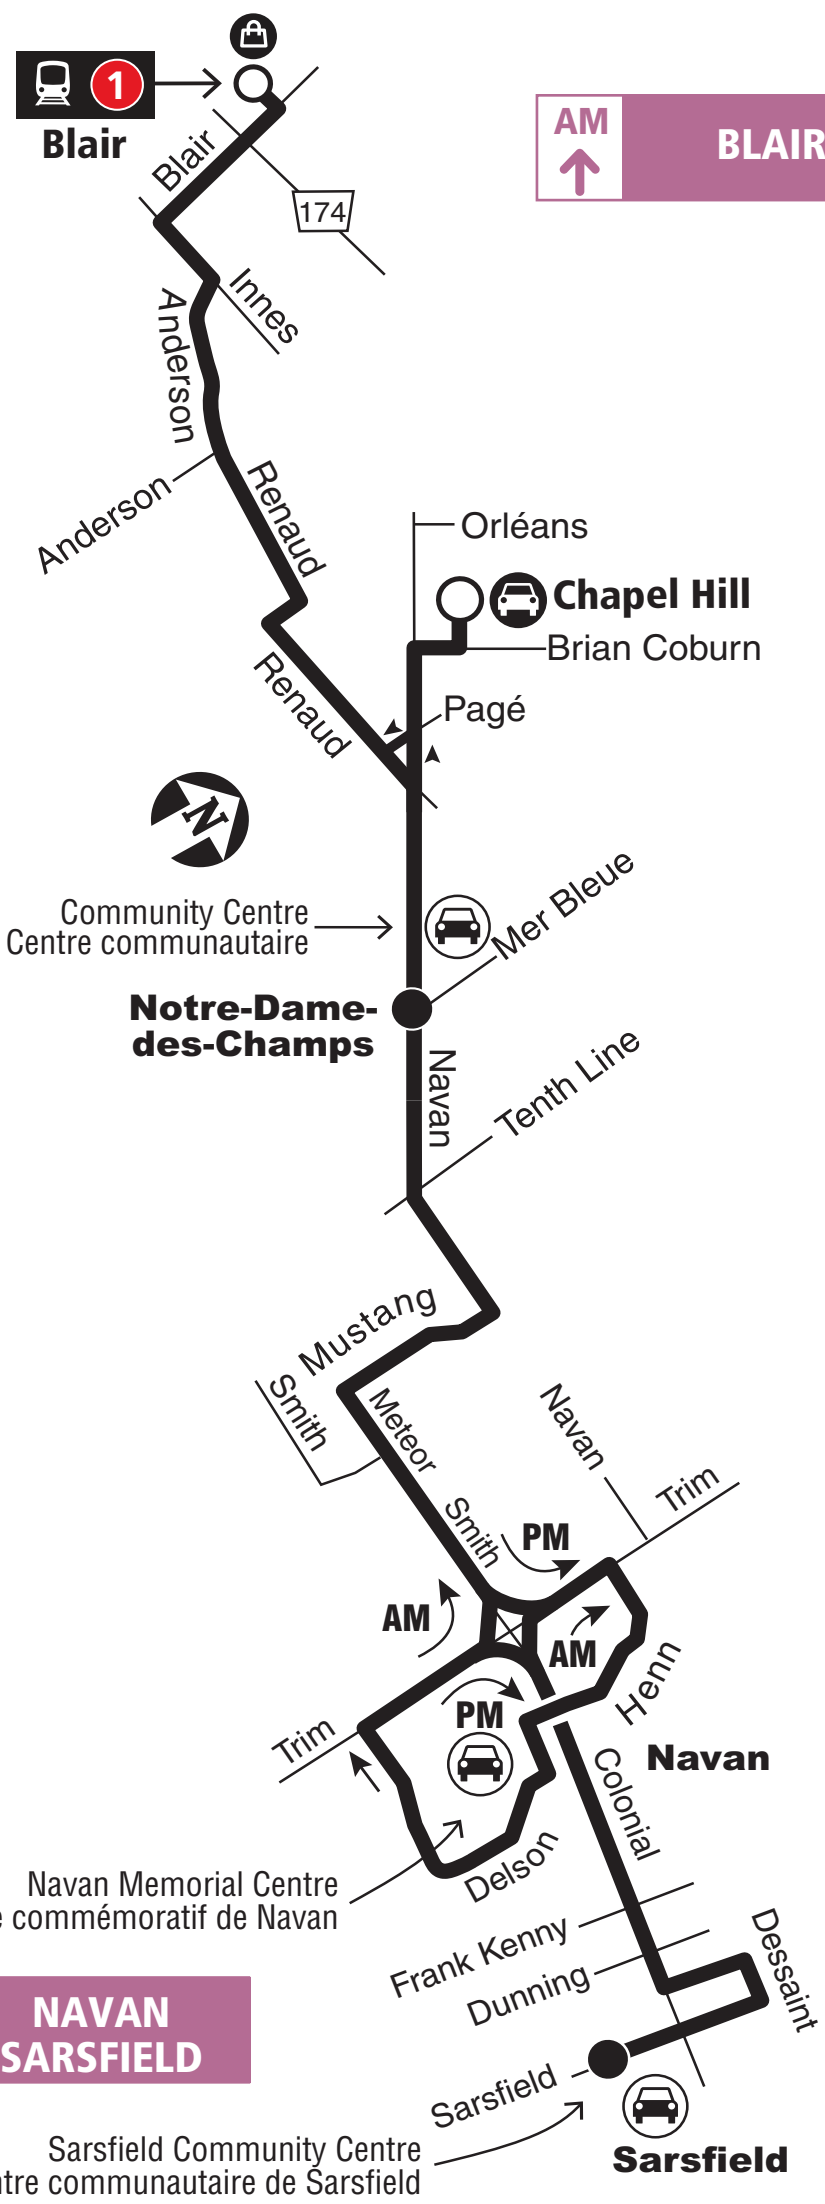 1
Blair
AM
BLAIR
Blair
174
Innes
Anderson
Anderson
Renaud
Orléans
Chapel Hill
Brian Coburn
Renaud
Pagé
N
Community Centre
Centre communautaire
Mer Bleue
Notre-Dame-
des-Champs
Navan
Tenth Line
Mustang
Smith
Meteor
Navan
Trim
Smith
PM
AM
AM
Henn
PM
Trim
Navan
Colonial
Delson
Navan Memorial Centre
commémoratif de Navan
Frank Kenny
Dunning
Dessaint
NAVAN
SARSFIELD
Sarsfield
Sarsfield Community Centre
ntre communautaire de Sarsfield
Sarsfield